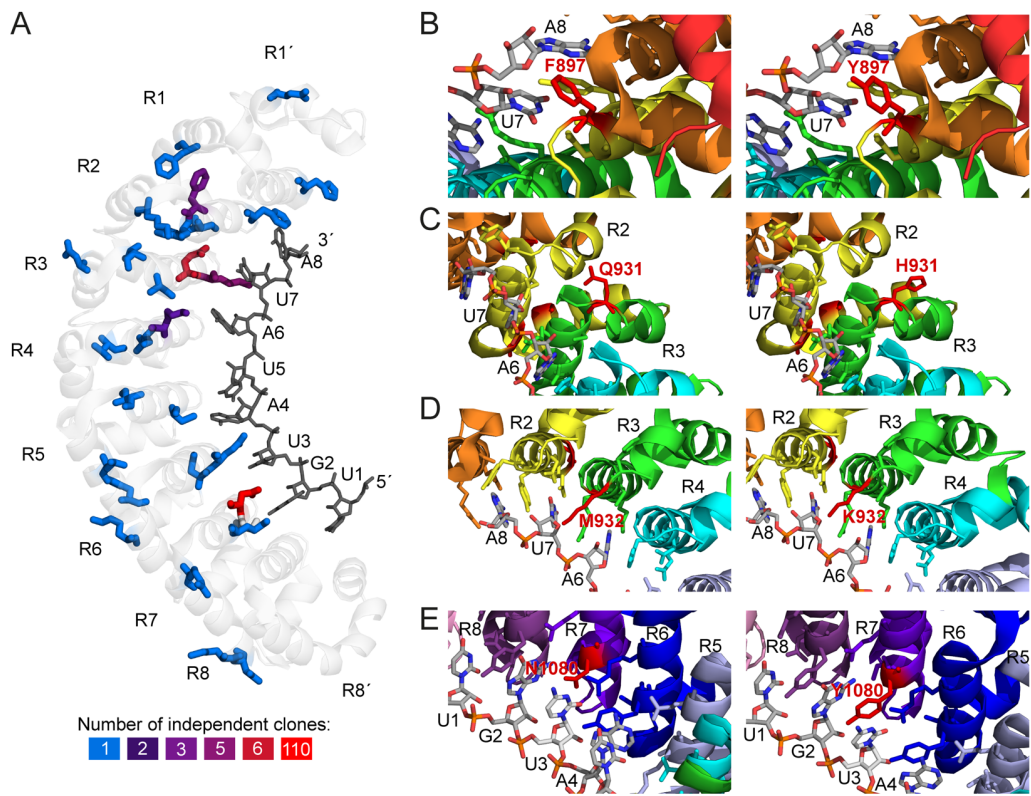 A
R1´
R1
R2
3´
A8
R3
U7
A6
R4
U5
A4
R5
U3
G2
U1
5´
R6
R7
R8
R8´
Number of independent clones:
1 2 3 5 6 110
B
A8
F897
U7
A8
Y897
U7
C
R2
Q931
U7
R3
A6
R2
H931
U7
R3
A6
D
R2
R3
R4
M932
A8
U7
A6
R2
R3
R4
K932
A8
U7
A6
E
R8
R7
R6
R5
N1080
U1
G2
U3
A4
R8
R7
R6
R5
Y1080
U1
G2
U3
A4